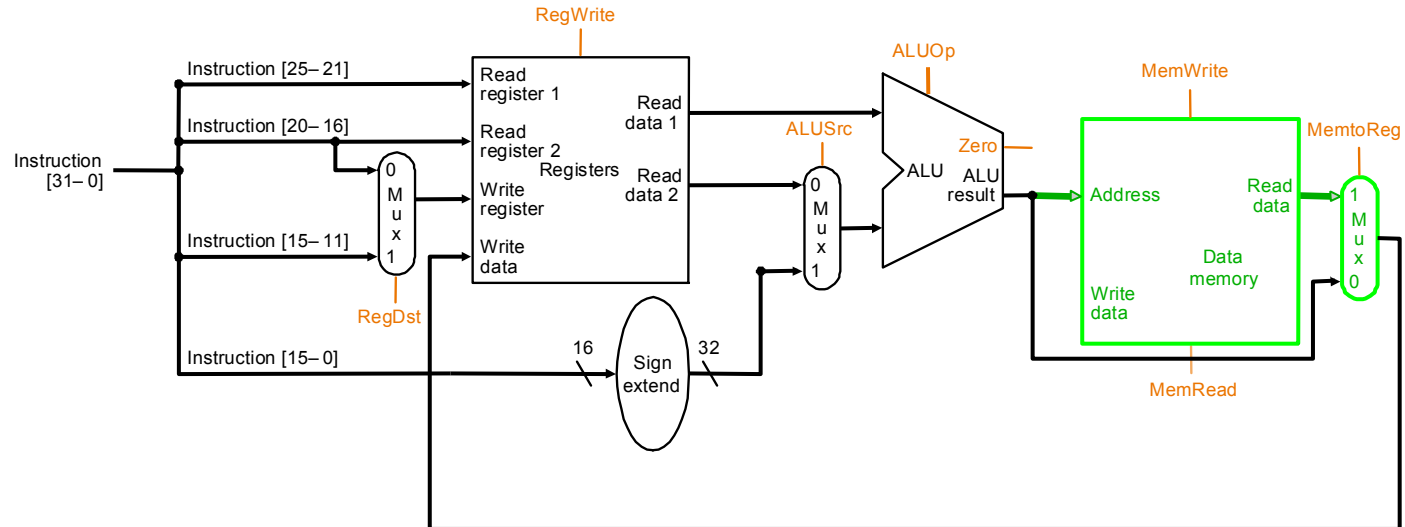 RegWrite
ALUOp
MemWrite
MemtoReg
Instruction [25–21]
Read
register 1
Read
data 1
Instruction [20–16]
Read
register 2
Registers
ALUSrc
Zero
Instruction
[31–0]
0
M
u
x
1
Write
register
Read
data 2
0
M
u
x
1
ALU
ALU
result
Address
Read
data
1
M
u
x
0
Instruction [15–11]
Write
data
Data
memory
RegDst
Write
data
Instruction [15–0]
16
Sign
extend
32
MemRead